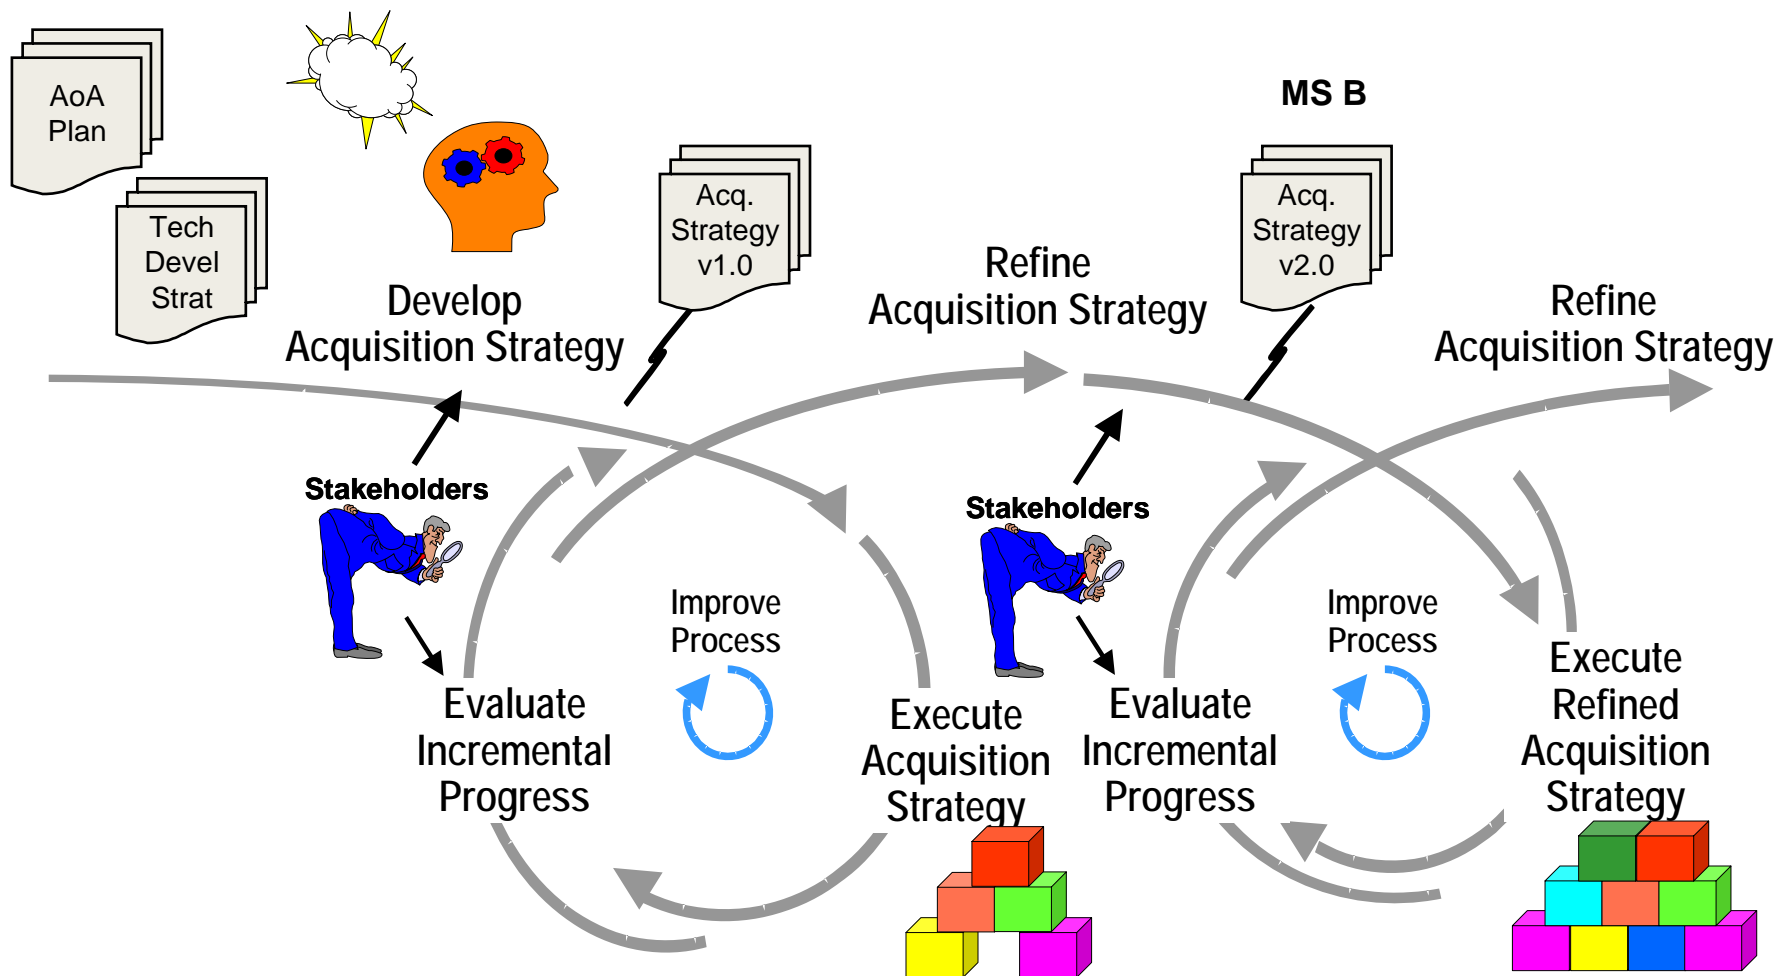 AoA
Plan
Tech
Devel
Strat
Develop
Acquisition Strategy
Acq.
Strategy
v1.0
Refine
Acquisition Strategy
MS B
Acq.
Strategy
v2.0
Refine
Acquisition Strategy
Stakeholders
Stakeholders
Improve
Process
Improve
Process
Evaluate
Incremental
Progress
Execute
Acquisition
Strategy
Evaluate
Incremental
Progress
Execute
Refined
Acquisition
Strategy